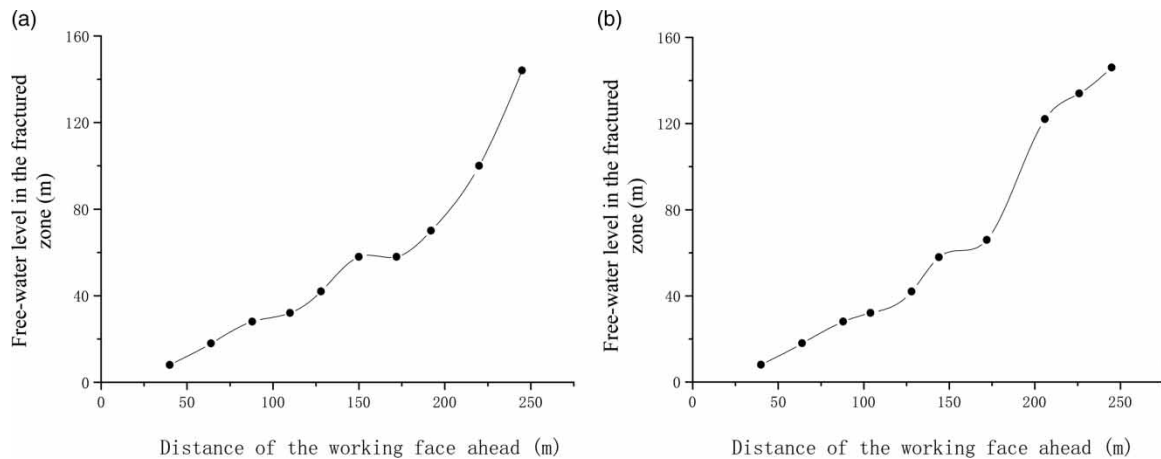 (a)
160
120
80
40
0
Free-water level in the fractured
zone (m)
0 50 100 150 200 250
Distance of the working face ahead (m)
(b)
160
120
80
40
0
Free-water level in the fractured
zone (m)
0 50 100 150 200 250
Distance of the working face ahead (m)